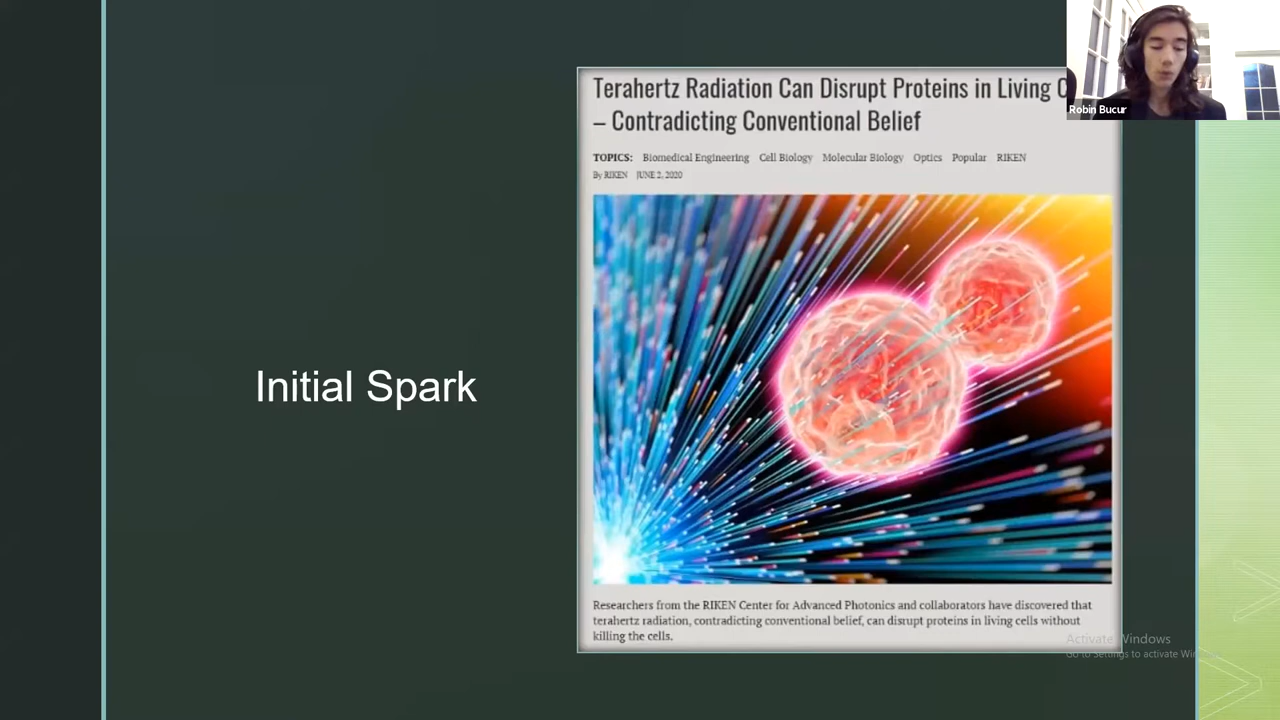 Initial Spark
Terahertz Radiation Can Disrupt Proteins in Living
– Contradicting Conventional Belief
TOPICS: Biomedical Engineering Cell Biology Molecular Biology Optics Popular RIKEN
By RIKEN JUNE 2, 2020
Researchers from the RIKEN Center for Advanced Photonics and collaborators have discovered that
terahertz radiation, contradicting conventional belief, can disrupt proteins in living cells without
killing the cells.
Robin Bucur
Activate Windows
Go to Settings to activate